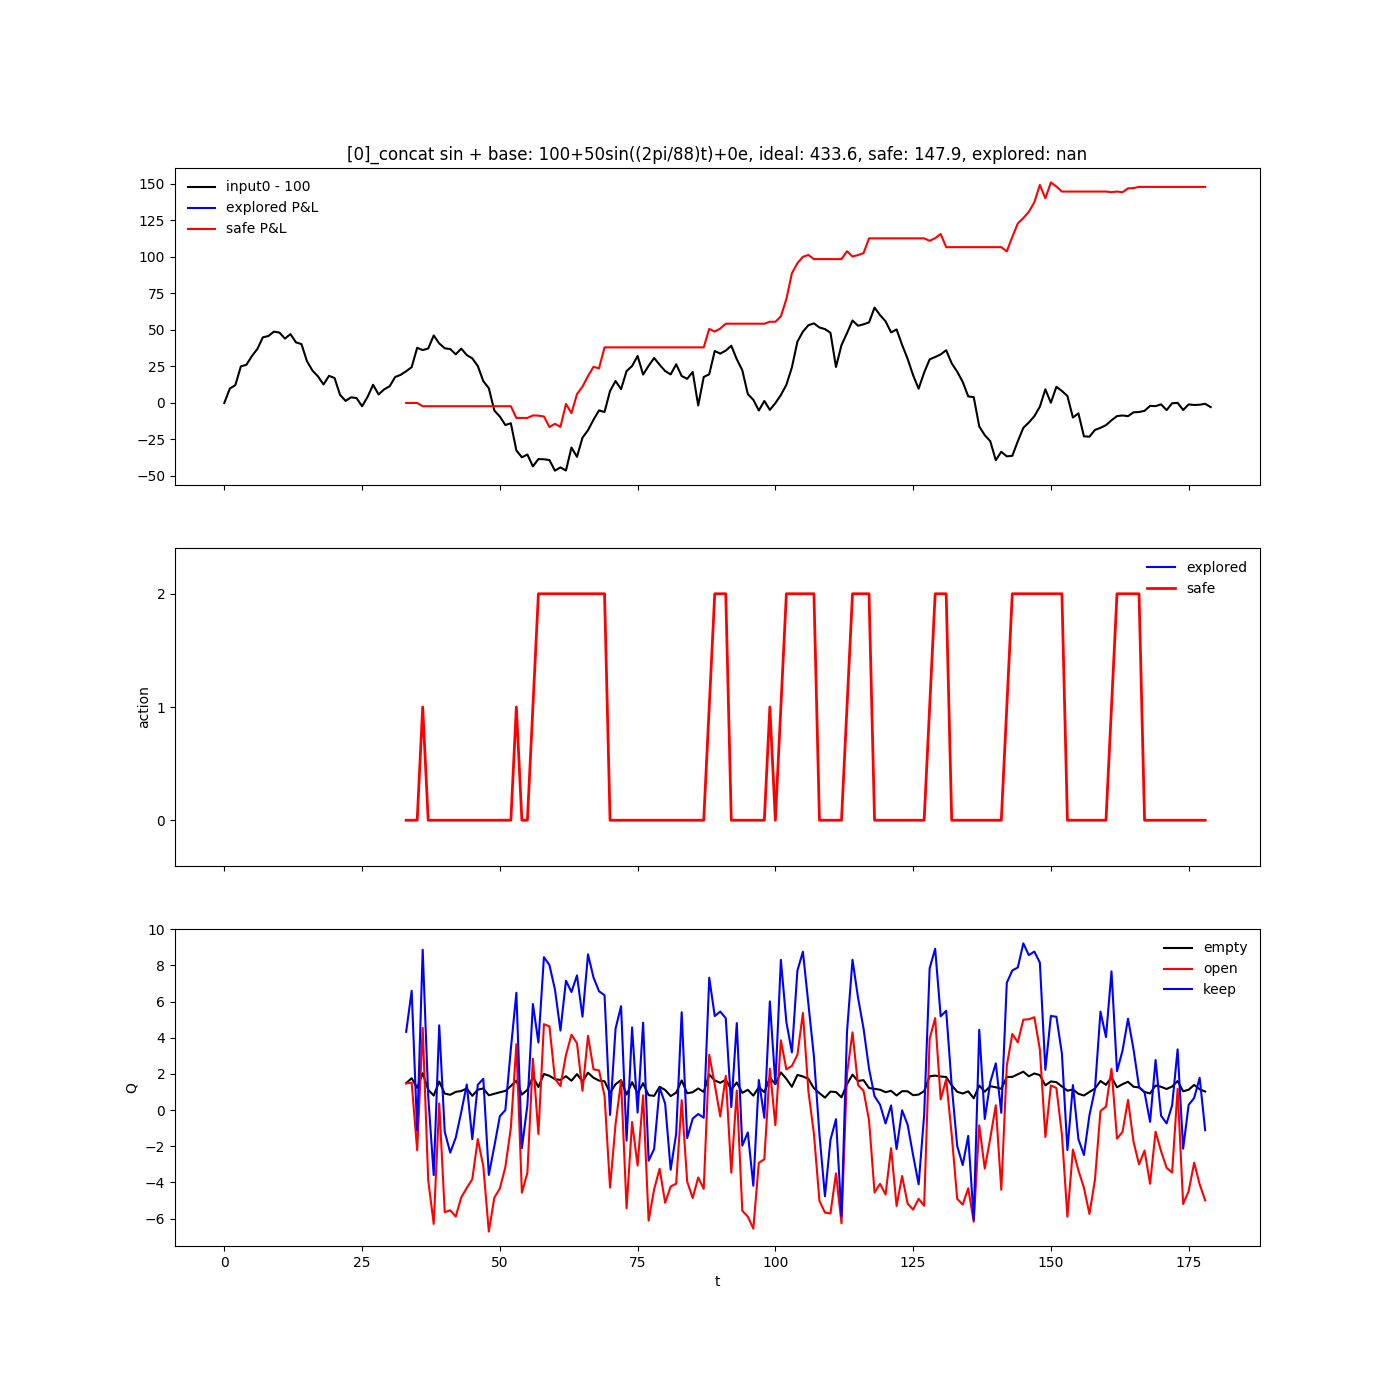 [0]_concat sin + base: 100+50sin((2pi/88)t)+0e, ideal: 433.6, safe: 147.9, explored: nan
150
125
100
75
50
25
0
−25
−50
input0 - 100
explored P&L
safe P&L
action
2
1
0
explored
safe
Q
10
8
6
4
2
0
−2
−4
−6
empty
open
keep
0 25 50 75 100 125 150 175
t